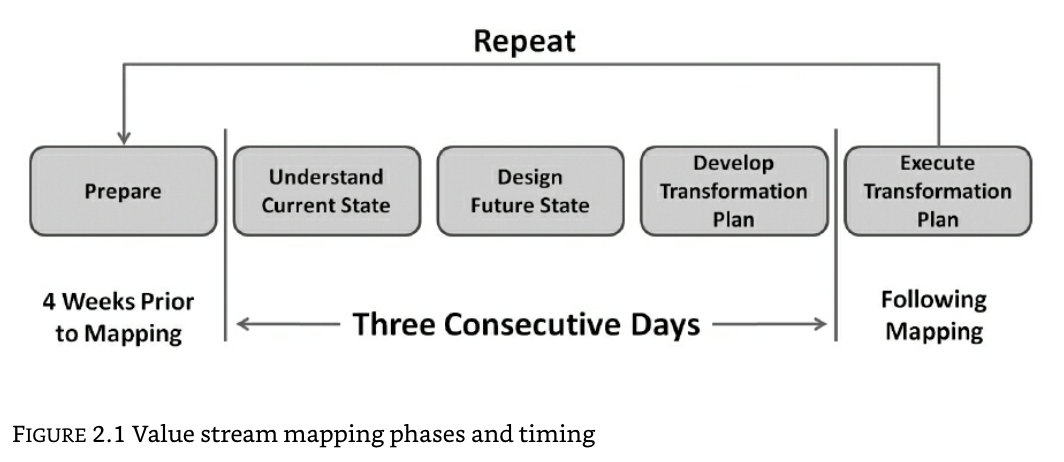 Repeat
Prepare
Understand
Current State
Design
Future State
Develop
Transformation
Plan
Execute
Transformation
Plan
4 Weeks Prior
to Mapping
Three Consecutive Days
Following
Mapping
FIGURE 2.1 Value stream mapping phases and timing